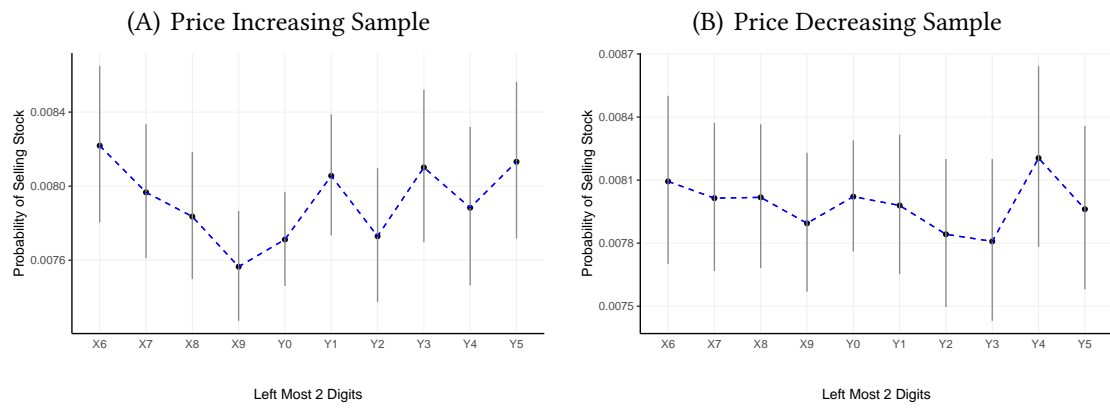 (A) Price Increasing Sample
Probability of Selling Stock
0.0084
0.0080
0.0076
X6 X7 X8 X9 Y0 Y1 Y2 Y3 Y4 Y5
Left Most 2 Digits
(B) Price Decreasing Sample
Probability of Selling Stock
0.0087
0.0084
0.0081
0.0078
0.0075
X6 X7 X8 X9 Y0 Y1 Y2 Y3 Y4 Y5
Left Most 2 Digits